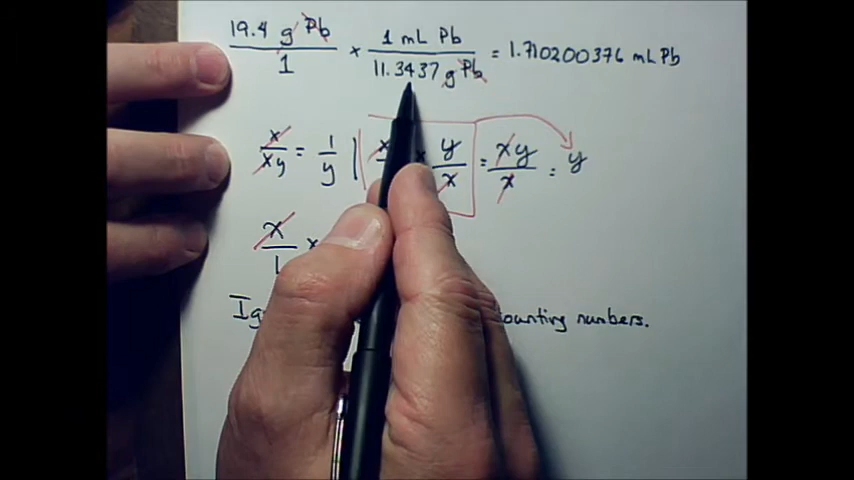 19.4 g Pb / 1 × 1 mL Pb / 11.3437 g Pb = 1.710200376 mL Pb
x / xy = 1 / y | x × y / x = xy / x = y
x / 1 ×
counting numbers.